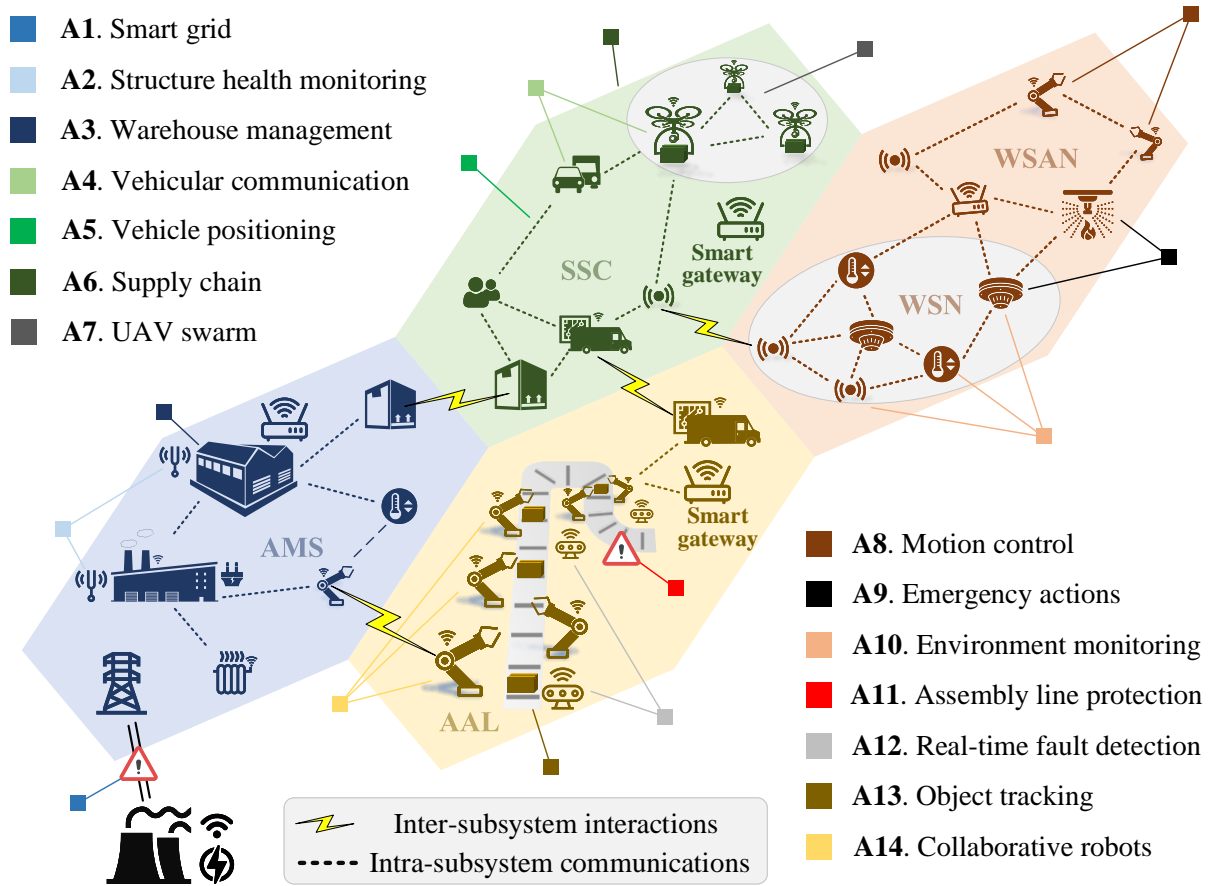 A1. Smart grid
A2. Structure health monitoring
A3. Warehouse management
A4. Vehicular communication
A5. Vehicle positioning
A6. Supply chain
A7. UAV swarm
WSAN
SSC
Smart
gateway
WSN
AMS
Smart
gateway
AAL
A8. Motion control
A9. Emergency actions
A10. Environment monitoring
A11. Assembly line protection
A12. Real-time fault detection
A13. Object tracking
A14. Collaborative robots
Inter-subsystem interactions
Intra-subsystem communications